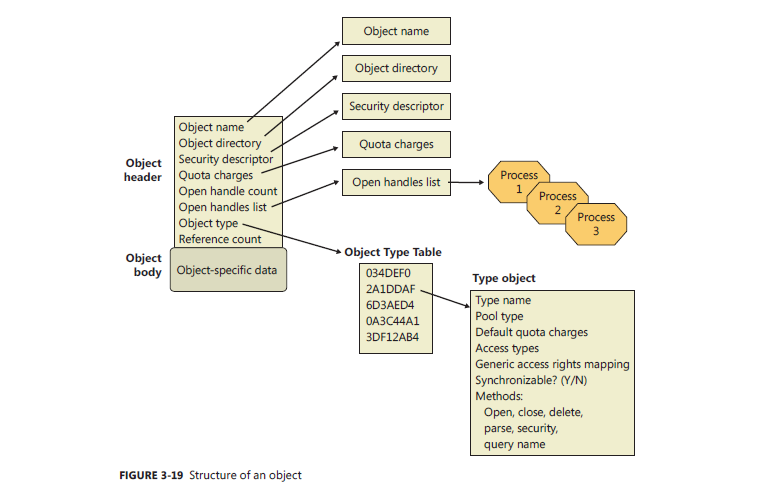 Object name
Object directory
Security descriptor
Quota charges
Open handles list
Process
1
Process
2
Process
3
Object
header
Object name
Object directory
Security descriptor
Quota charges
Open handle count
Open handles list
Object type
Reference count
Object
body
Object-specific data
Object Type Table
034DEF0
2A1DDAF
6D3AED4
0A3C44A1
3DF12AB4
Type object
Type name
Pool type
Default quota charges
Access types
Generic access rights mapping
Synchronizable? (Y/N)
Methods:
Open, close, delete,
parse, security,
query name
FIGURE 3-19 Structure of an object